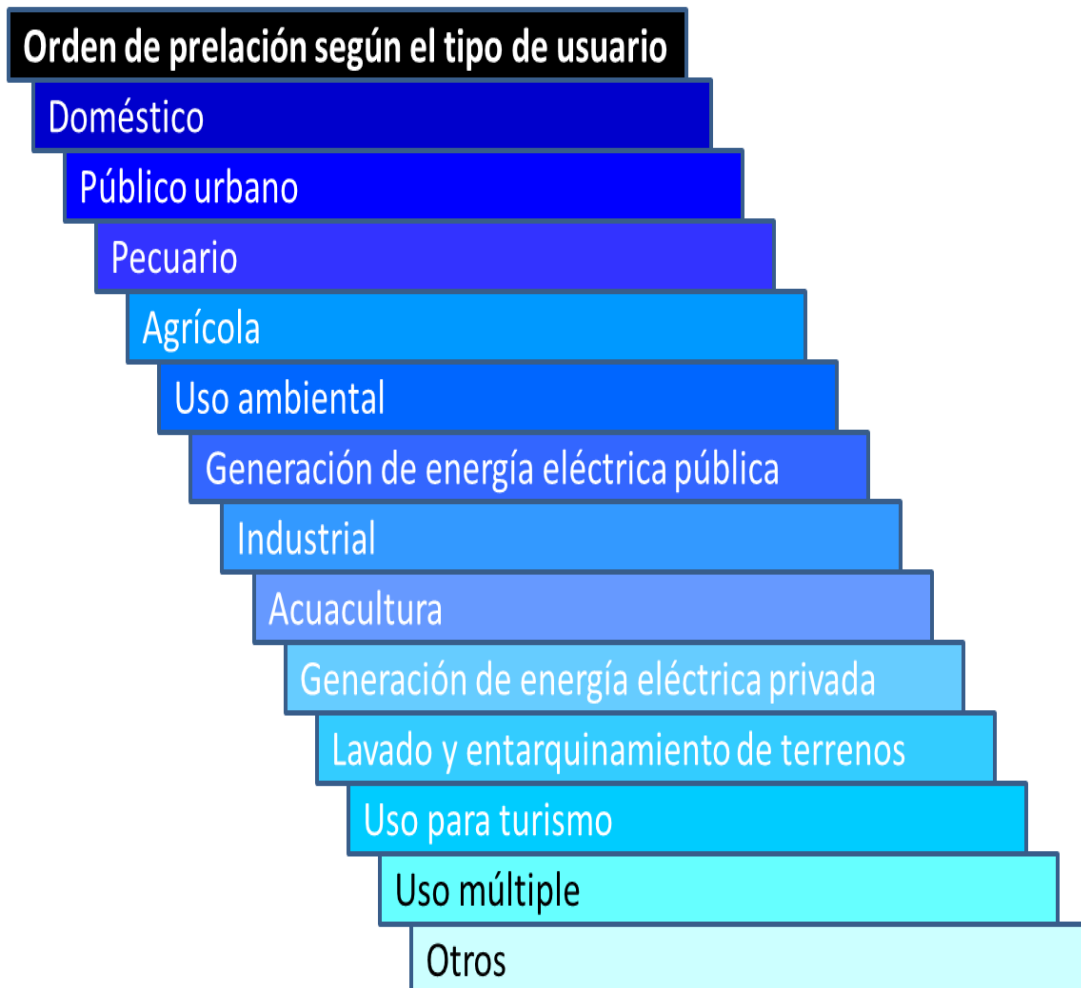 Orden de prelación según el tipo de usuario
Doméstico
Público urbano
Pecuario
Agrícola
Uso ambiental
Generación de energía eléctrica pública
Industrial
Acuacultura
Generación de energía eléctrica privada
Lavado y entarquinamiento de terrenos
Uso para turismo
Uso múltiple
Otros